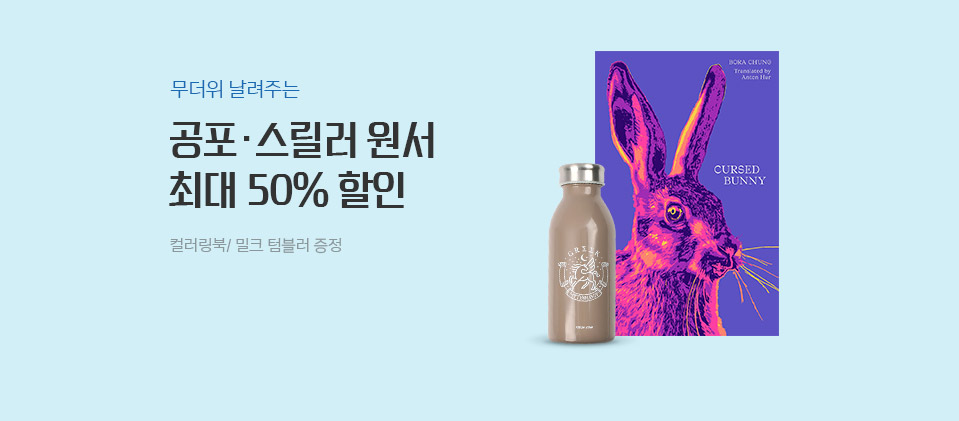 무더위 날려주는
공포·스릴러 원서
최대 50% 할인
컬러링북/ 밀크 텀블러 증정
BORA CHUNG
Translated by
Anton Hur
CURSED
BUNNY
GREEK